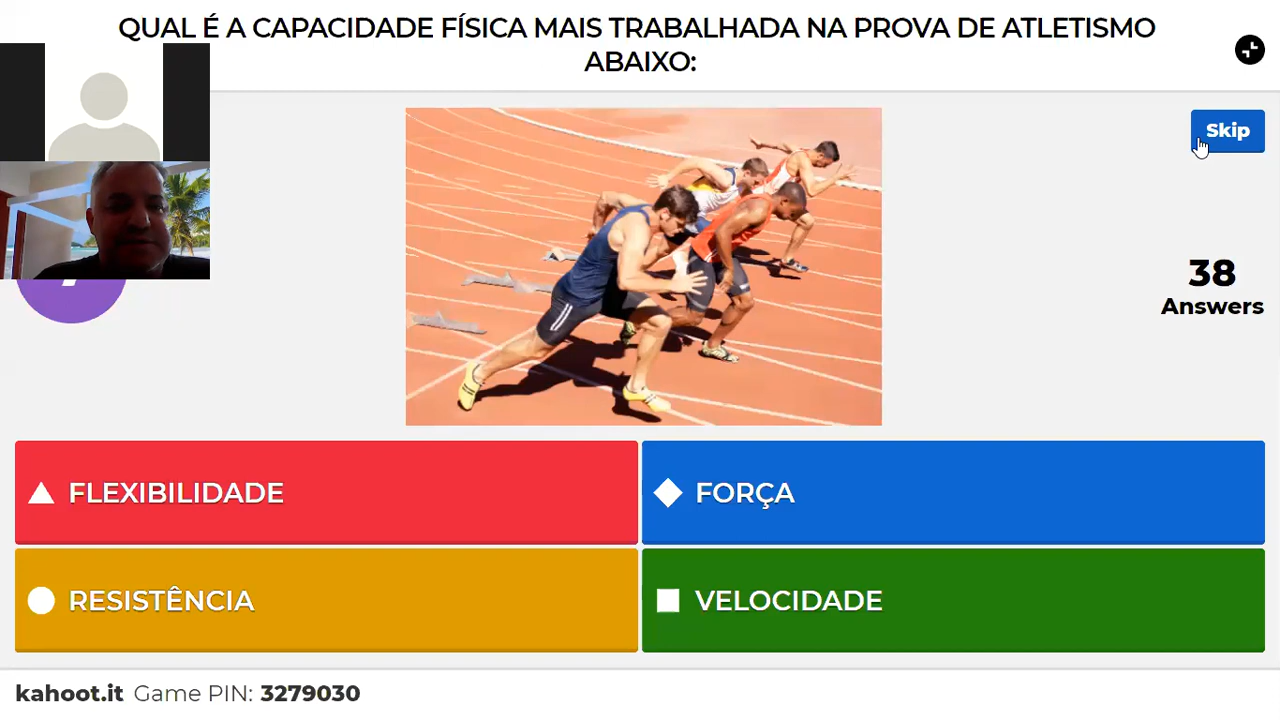 QUAL É A CAPACIDADE FÍSICA MAIS TRABALHADA NA PROVA DE ATLETISMO
ABAIXO:
Skip
38
Answers
FLEXIBILIDADE
FORÇA
RESISTÊNCIA
VELOCIDADE
kahoot.it Game PIN: 3279030